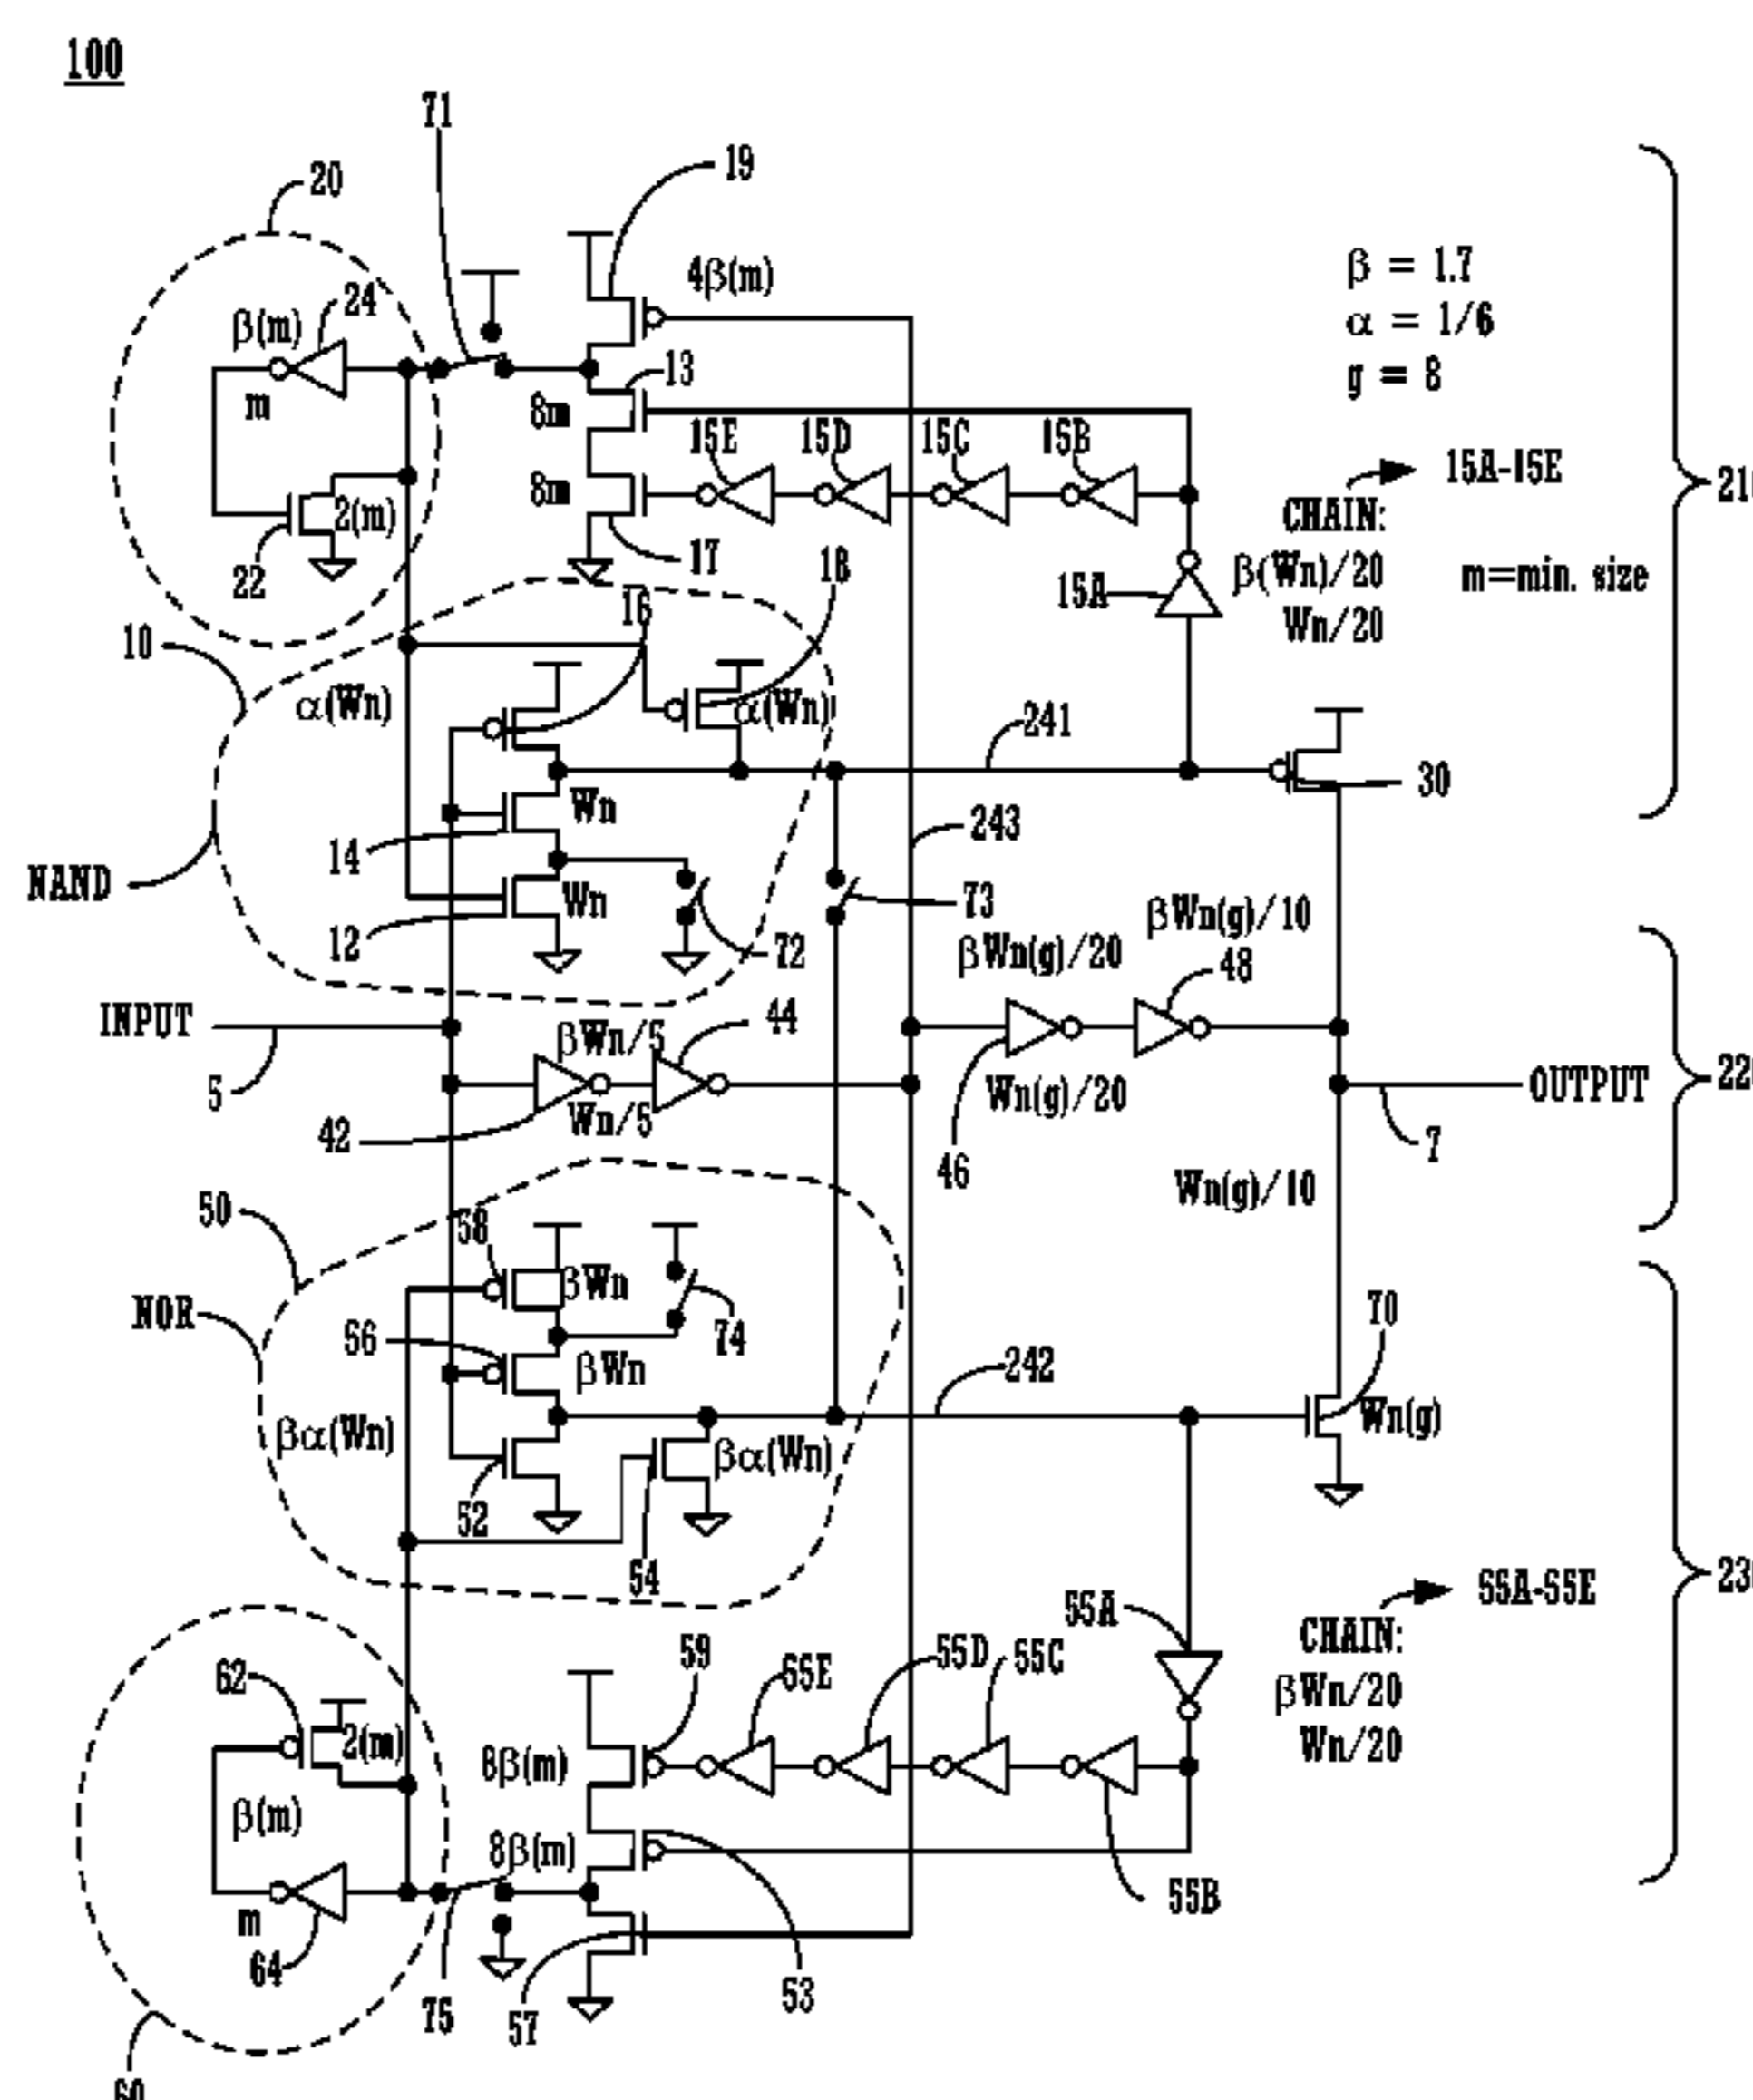 100
71
19
20
4β(m)
β = 1.7
α = 1/6
g = 8
β(m)
24
m
13
8m
15E
15D
15C
15B
15A-15E
CHAIN:
8m
2(m)
22
17
18
β(Wn)/20
Wn/20
m=min. size
15A
16
10
α(Wn)
α(Wn)
241
30
Wn
14
243
NAND
Wn
12
72
73
βWn(g)/10
βWn(g)/20
48
INPUT
5
βWn/5
44
Wn/5
42
Wn(g)/20
46
OUTPUT
7
Wn(g)/10
50
58
βWn
NOR
56
74
βWn
70
242
Wn(g)
βα(Wn)
βα(Wn)
52
54
55A
55A-55E
CHAIN:
βWn/20
Wn/20
62
2(m)
59
55E
55D
55C
8β(m)
β(m)
8β(m)
m
64
55B
75
57
53
60